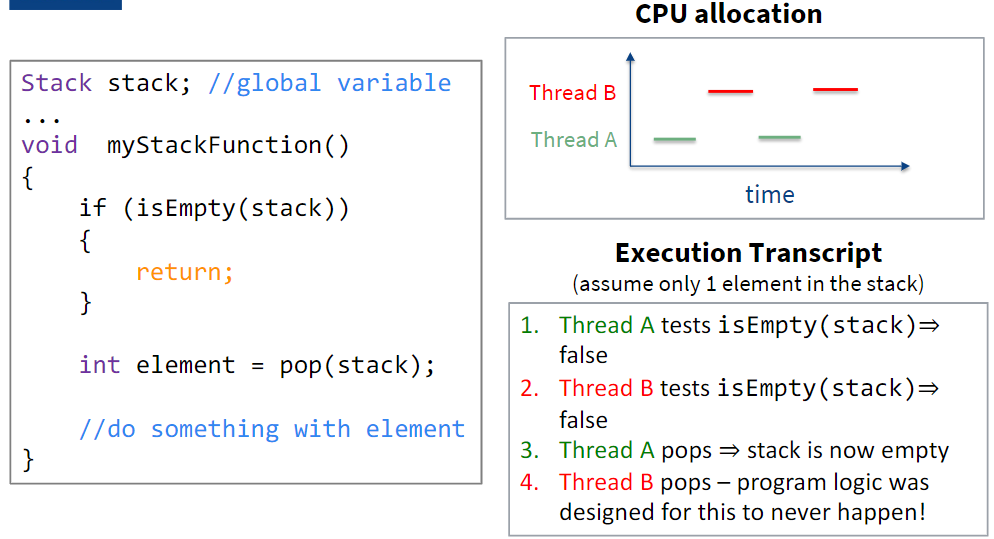 Stack stack; //global variable
...
void  myStackFunction()
{
    if (isEmpty(stack))
    {
        return;
    }
    int element = pop(stack);
    //do something with element
}
CPU allocation
Thread B
Thread A
time
Execution Transcript
(assume only 1 element in the stack)
1. Thread A tests isEmpty(stack)⇒
false
2. Thread B tests isEmpty(stack)⇒
false
3. Thread A pops ⇒ stack is now empty
4. Thread B pops – program logic was
designed for this to never happen!